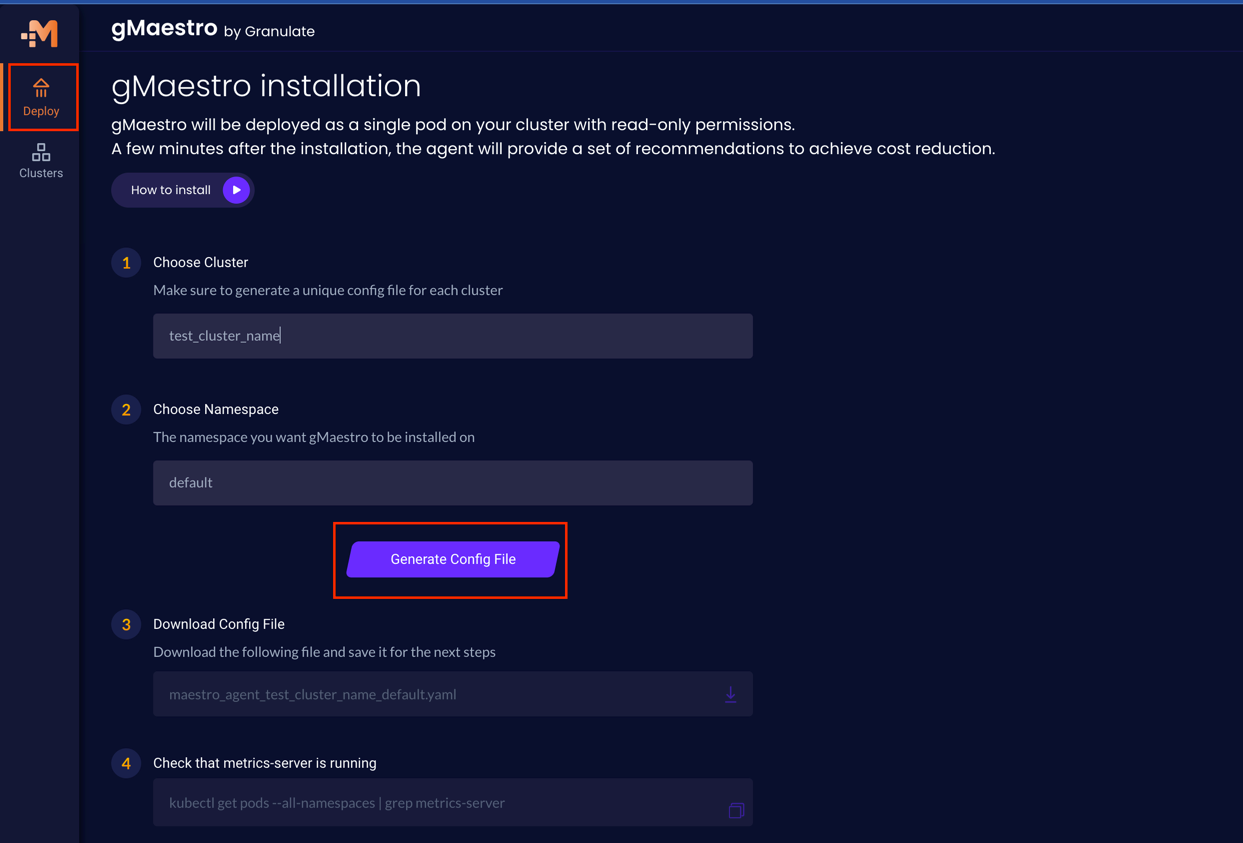 gMaestro by Granulate
Deploy
Clusters
gMaestro installation
gMaestro will be deployed as a single pod on your cluster with read-only permissions.
A few minutes after the installation, the agent will provide a set of recommendations to achieve cost reduction.
How to install
1 Choose Cluster
Make sure to generate a unique config file for each cluster
test_cluster_name
2 Choose Namespace
The namespace you want gMaestro to be installed on
default
Generate Config File
3 Download Config File
Download the following file and save it for the next steps
maestro_agent_test_cluster_name_default.yaml
4 Check that metrics-server is running
kubectl get pods --all-namespaces | grep metrics-server